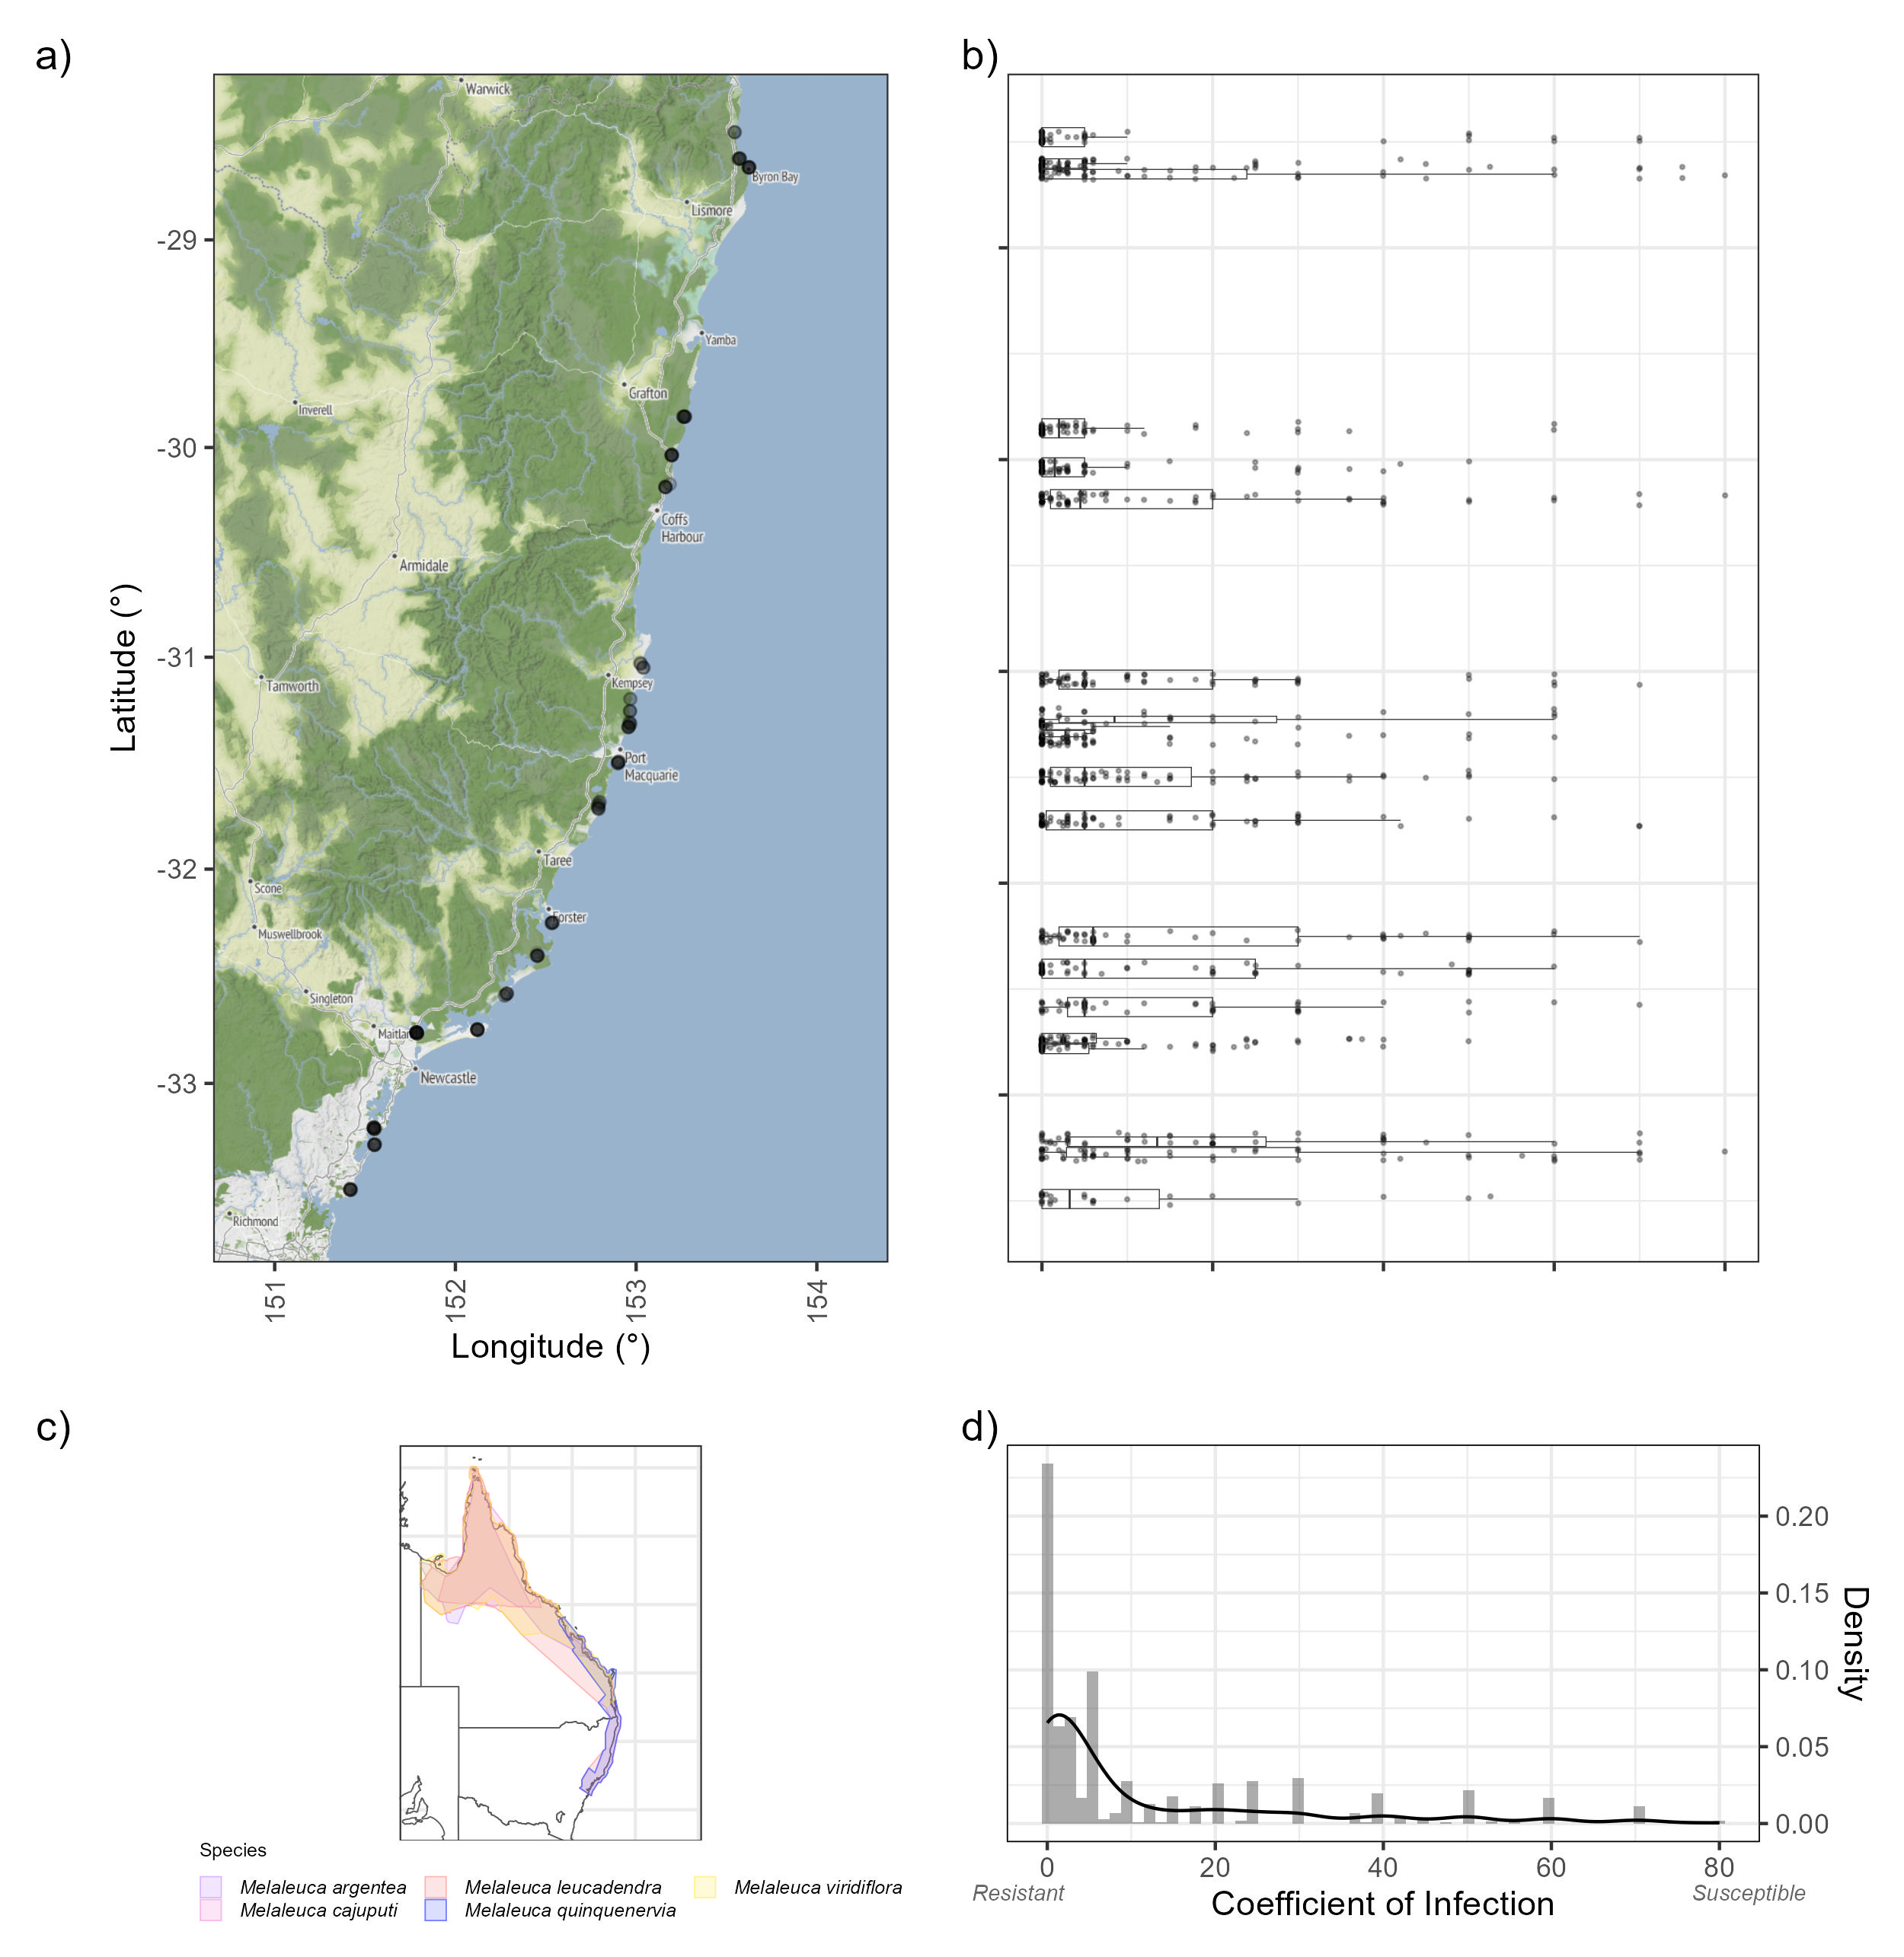 a)
b)
Warwick
Byron Bay
Lismore
-29
Yamba
Grafton
Inverell
-30
Coffs
Harbour
Armidale
Latitude (°)
-31
Kempsey
Tamworth
Port
Macquarie
-32
Taree
Scone
Forster
Muswellbrook
Singleton
Maitlan
-33
Newcastle
Richmond
151
152
153
154
Longitude (°)
c)
d)
0.20
0.15
0.10
0.05
0.00
Density
0
20
40
60
80
Resistant
Coefficient of Infection
Susceptible
Species
Melaleuca argentea
Melaleuca leucadendra
Melaleuca viridiflora
Melaleuca cajuputi
Melaleuca quinquenervia